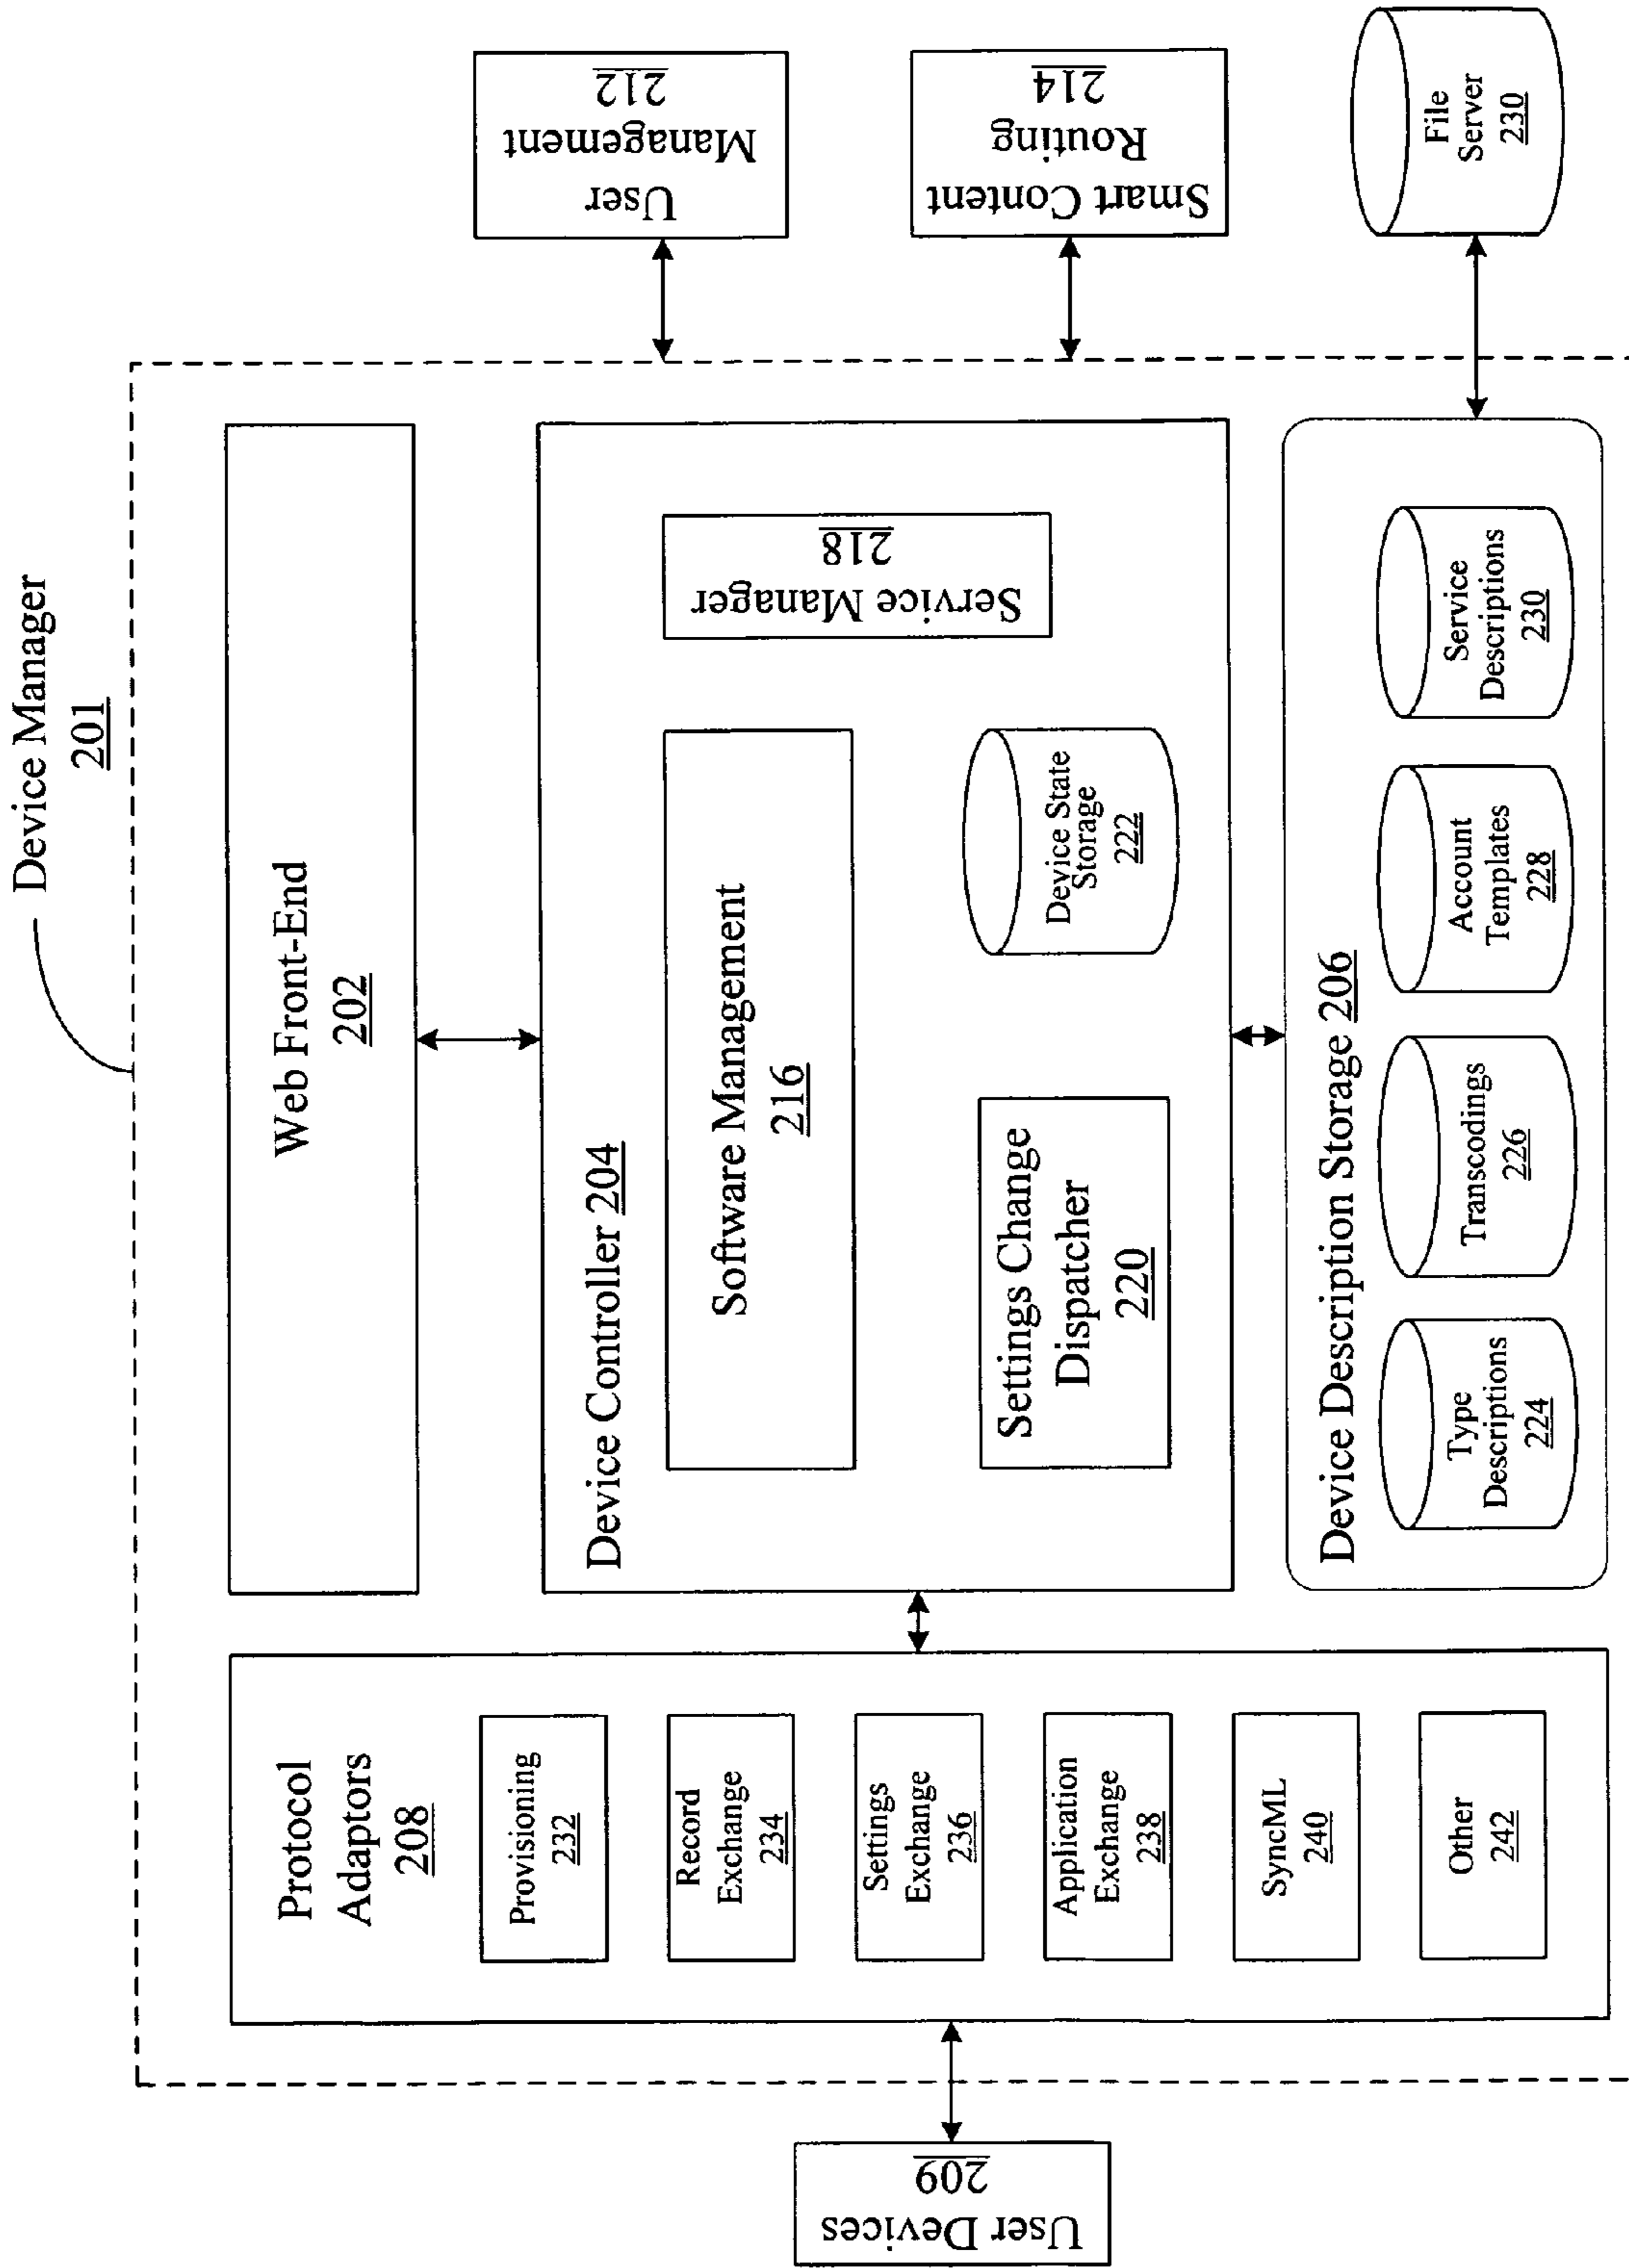 Device Manager
201
Web Front-End
202
User
Management
212
Device Controller 204
Software Management
216
Service Manager
218
Settings Change
Dispatcher
220
Device State
Storage
222
Smart Content
Routing
214
Device Description Storage 206
Type
Descriptions
224
Transcodings
226
Account
Templates
228
Service
Descriptions
230
File
Server
230
Protocol
Adaptors
208
Provisioning
232
Record
Exchange
234
Settings
Exchange
236
Application
Exchange
238
SyncML
240
Other
242
User Devices
209